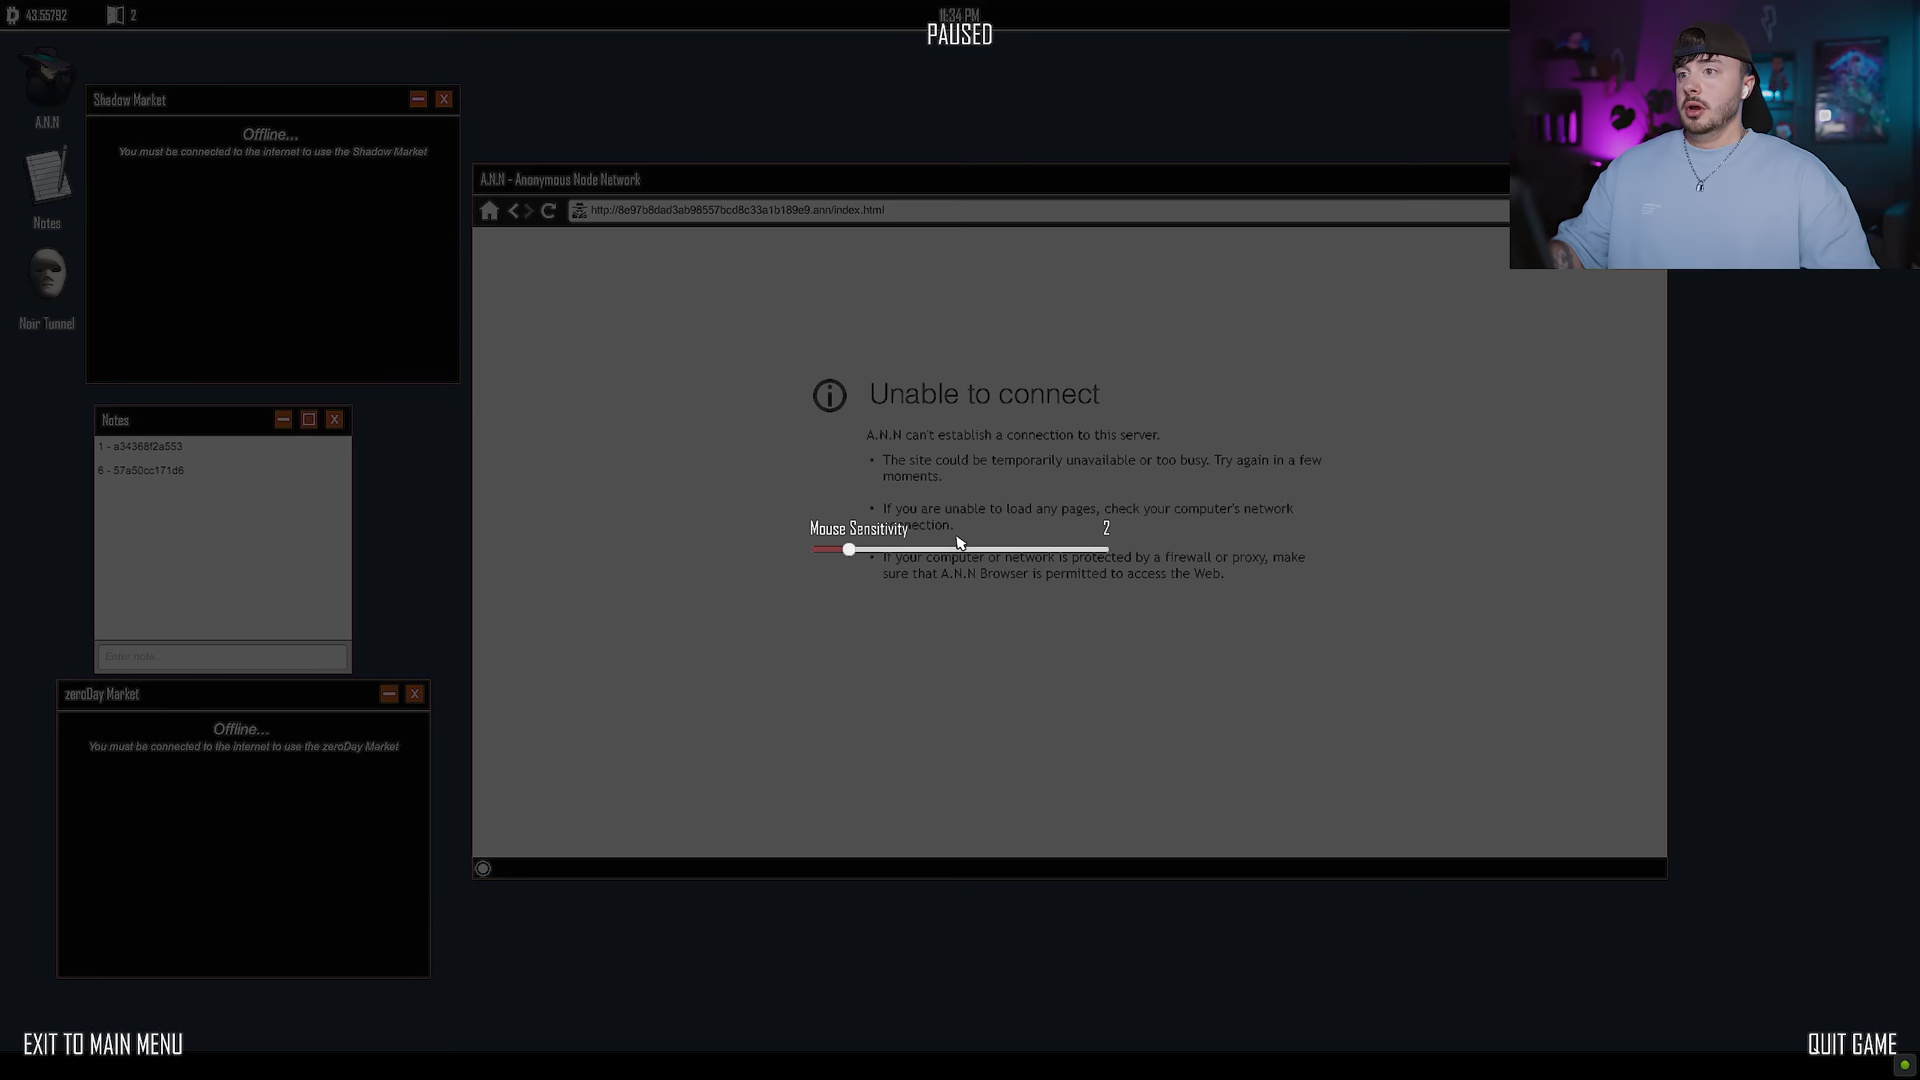 43.55792
2
11:34 PM
PAUSED
A.N.N
Notes
Noir Tunnel
Shadow Market
X
Offline...
You must be connected to the internet to use the Shadow Market
A.N.N - Anonymous Node Network
http://8e97b8dad3ab98557bcd8c33a1b189e9.ann/index.html
Unable to connect
A.N.N can't establish a connection to this server.
• The site could be temporarily unavailable or too busy. Try again in a few
moments.
• If you are unable to load any pages, check your computer's network
connection.
Mouse Sensitivity
2
• If your computer or network is protected by a firewall or proxy, make
sure that A.N.N Browser is permitted to access the Web.
Notes
X
1 - a34368f2a553
6 - 57a50cc171d6
Enter note...
zeroDay Market
X
Offline...
You must be connected to the internet to use the zeroDay Market
EXIT TO MAIN MENU
QUIT GAME